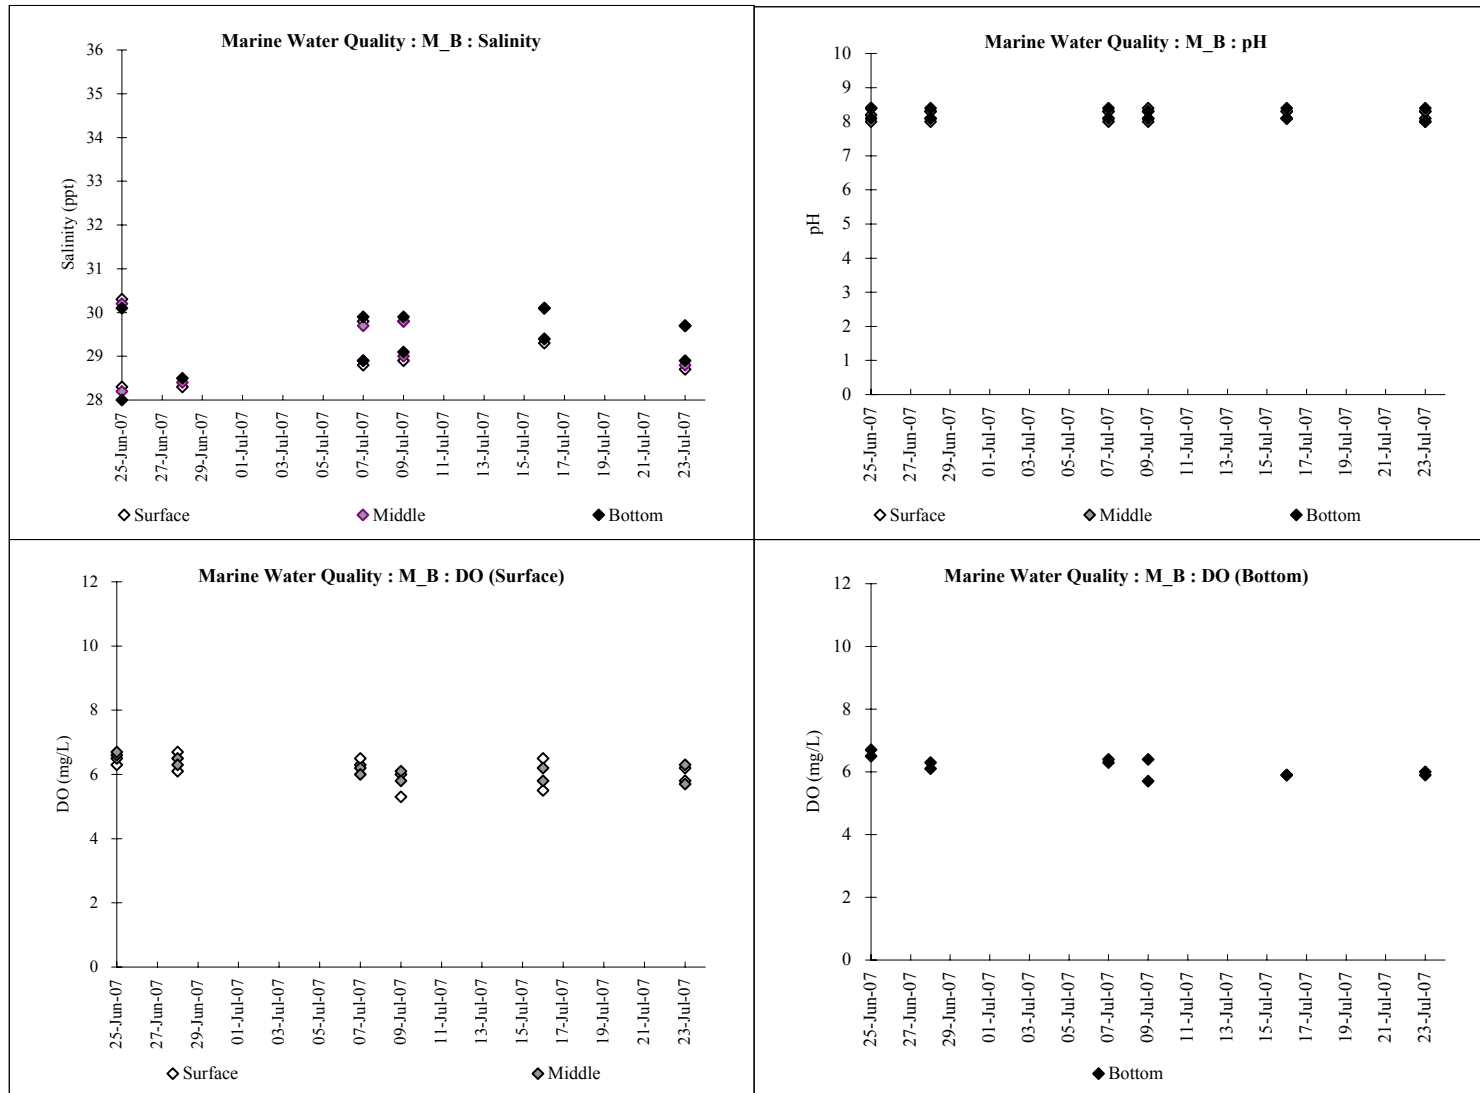 Marine Water Quality : M_B : Salinity
36
35
34
33
32
31
30
29
28
Salinity (ppt)
25-Jun-07
27-Jun-07
29-Jun-07
01-Jul-07
03-Jul-07
05-Jul-07
07-Jul-07
09-Jul-07
11-Jul-07
13-Jul-07
15-Jul-07
17-Jul-07
19-Jul-07
21-Jul-07
23-Jul-07
Surface Middle Bottom
Marine Water Quality : M_B : pH
10
9
8
7
6
5
4
3
2
1
0
pH
25-Jun-07
27-Jun-07
29-Jun-07
01-Jul-07
03-Jul-07
05-Jul-07
07-Jul-07
09-Jul-07
11-Jul-07
13-Jul-07
15-Jul-07
17-Jul-07
19-Jul-07
21-Jul-07
23-Jul-07
Surface Middle Bottom
Marine Water Quality : M_B : DO (Surface)
12
10
8
6
4
2
0
DO (mg/L)
25-Jun-07
27-Jun-07
29-Jun-07
01-Jul-07
03-Jul-07
05-Jul-07
07-Jul-07
09-Jul-07
11-Jul-07
13-Jul-07
15-Jul-07
17-Jul-07
19-Jul-07
21-Jul-07
23-Jul-07
Surface Middle
Marine Water Quality : M_B : DO (Bottom)
12
10
8
6
4
2
0
DO (mg/L)
25-Jun-07
27-Jun-07
29-Jun-07
01-Jul-07
03-Jul-07
05-Jul-07
07-Jul-07
09-Jul-07
11-Jul-07
13-Jul-07
15-Jul-07
17-Jul-07
19-Jul-07
21-Jul-07
23-Jul-07
Bottom